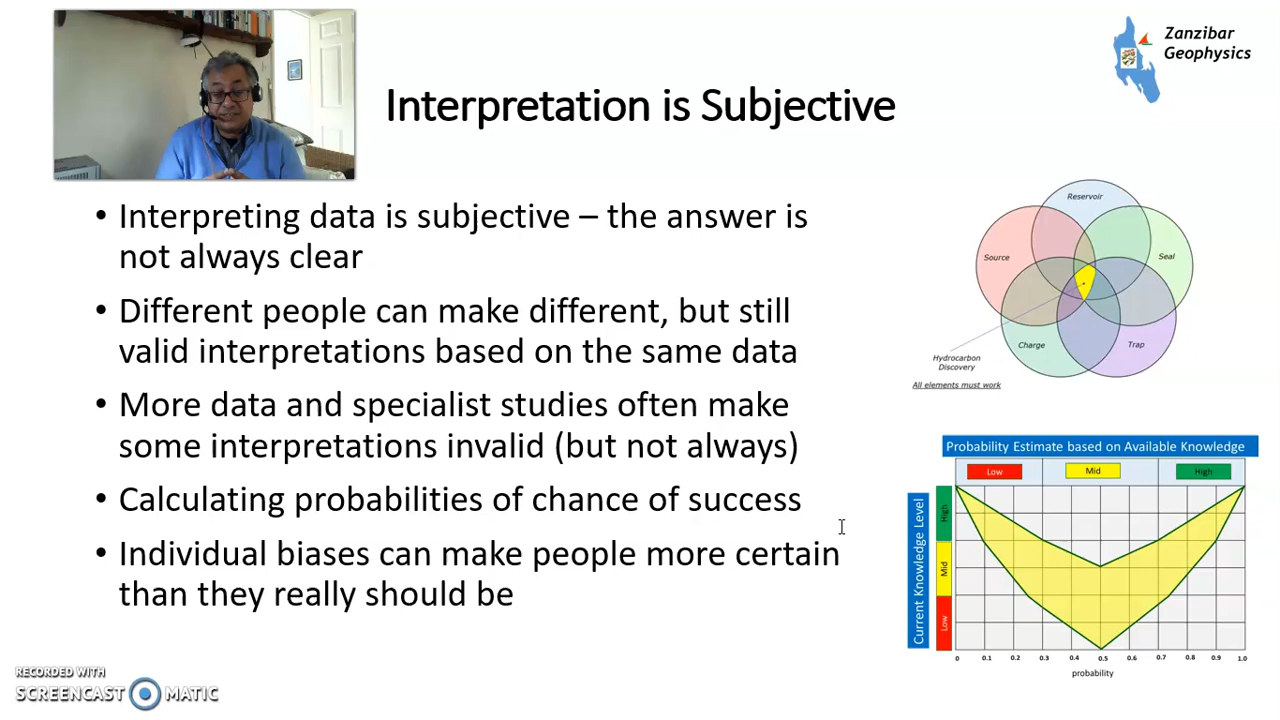 Zanzibar
Geophysics
Interpretation is Subjective
• Interpreting data is subjective – the answer is
not always clear
• Different people can make different, but still
valid interpretations based on the same data
• More data and specialist studies often make
some interpretations invalid (but not always)
• Calculating probabilities of chance of success
• Individual biases can make people more certain
than they really should be
Reservoir
Source
Seal
Charge
Trap
Hydrocarbon
Discovery
All elements must work
Probability Estimate based on Available Knowledge
Low Mid High
Current Knowledge Level
High
Mid
Low
0 0.1 0.2 0.3 0.4 0.5 0.6 0.7 0.8 0.9 1.0
probability
RECORDED WITH
SCREENCAST MATIC